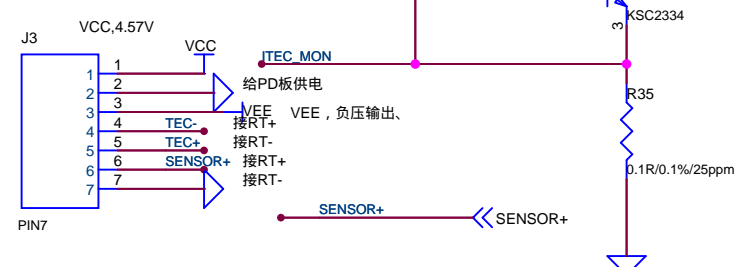 KSC2334
3
VCC,4.57V
J3
VCC
ITEC_MON
1
1
给PD板供电
2
2
R35
3
3
VEE
VEE，负压输出、
4
4
TEC-
接RT+
5
5
TEC+
接RT-
6
6
SENSOR+
接RT+
0.1R/0.1%/25ppm
7
7
接RT-
SENSOR+
SENSOR+
PIN7